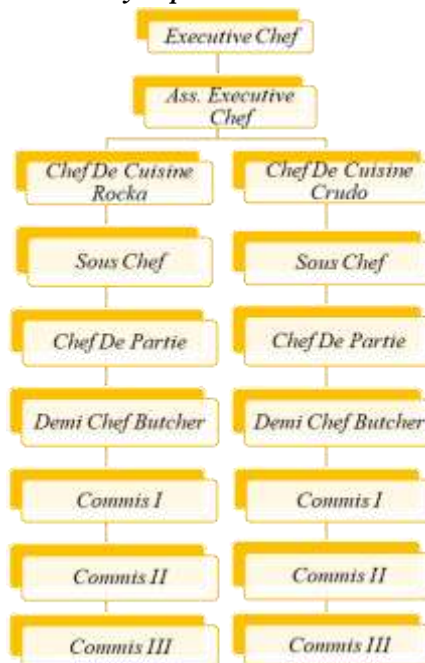 Executive Chef
Ass. Executive
Chef
Chef De Cuisine
Rocka
Chef De Cuisine
Crudo
Sous Chef
Sous Chef
Chef De Partie
Chef De Partie
Demi Chef Butcher
Demi Chef Butcher
Commis I
Commis I
Commis II
Commis II
Commis III
Commis III